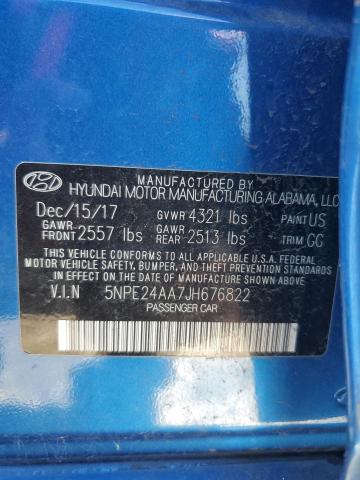 MANUFACTURED BY
HYUNDAI MOTOR MANUFACTURING ALABAMA, LLC
Dec/15/17 GVWR 4321 lbs PAINT US
GAWR FRONT 2557 lbs GAWR REAR 2513 lbs TRIM GC
THIS VEHICLE CONFORMS TO ALL APPLICABLE FEDERAL
MOTOR VEHICLE SAFETY, BUMPER, AND THEFT PREVENTION
STANDARDS IN EFFECT ON THE DATE OF MANUFACTURE SHOWN ABOVE.
V.I.N 5NPE24AA7JH676822
PASSENGER CAR